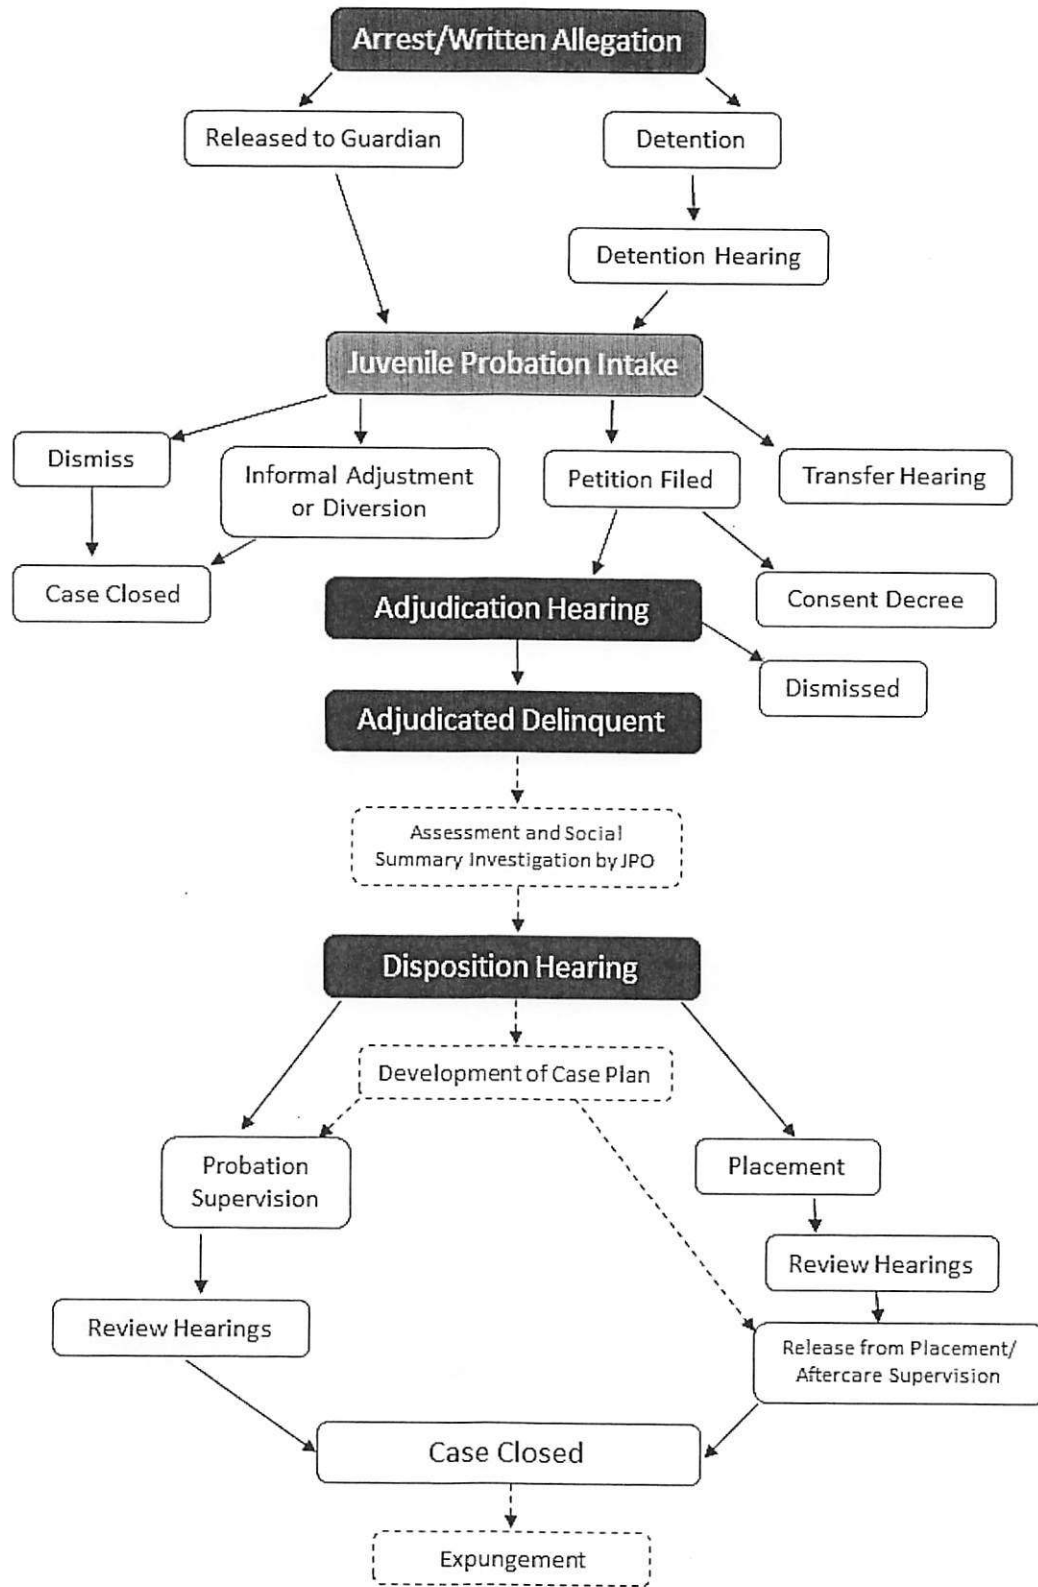 Arrest/Written Allegation
Released to Guardian
Detention
Detention Hearing
Juvenile Probation Intake
Dismiss
Informal Adjustment
or Diversion
Petition Filed
Transfer Hearing
Case Closed
Adjudication Hearing
Consent Decree
Dismissed
Adjudicated Delinquent
Assessment and Social
Summary Investigation by JPO
Disposition Hearing
Development of Case Plan
Probation
Supervision
Placement
Review Hearings
Review Hearings
Release from Placement/
Aftercare Supervision
Case Closed
Expungement